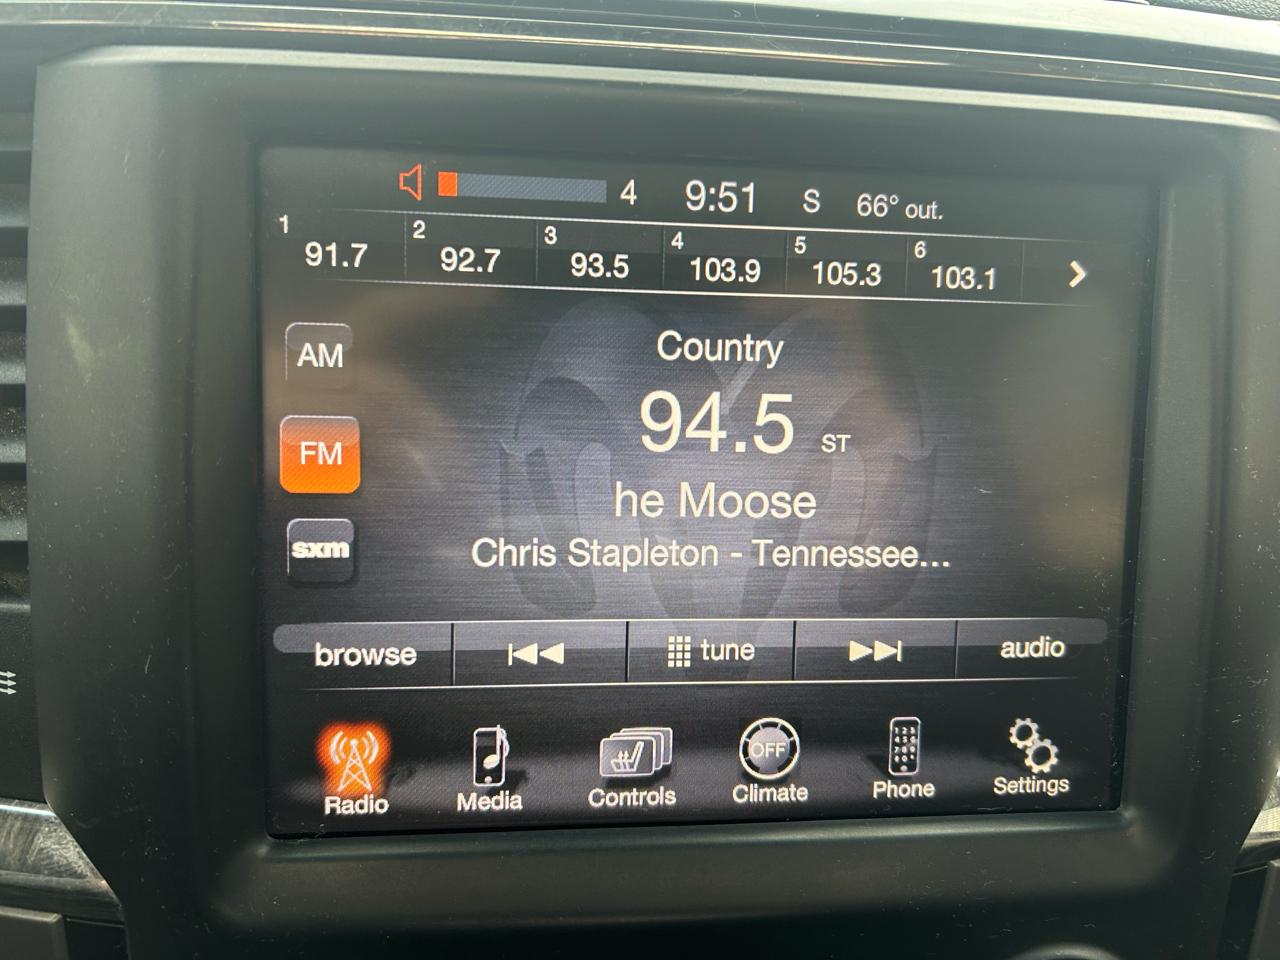 4 9:51 S 66° out.
1 91.7 2 92.7 3 93.5 4 103.9 5 105.3 6 103.1
AM
Country
94.5 ST
FM
he Moose
sxm
Chris Stapleton - Tennessee...
browse tune audio
OFF
Radio Media Controls Climate Phone Settings